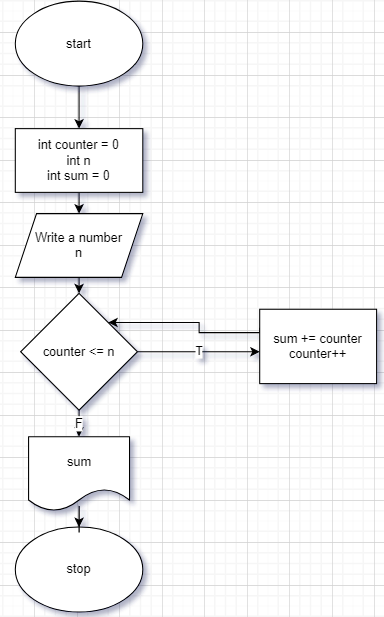 start
int counter = 0
int n
int sum = 0
Write a number
n
counter <= n
T
sum += counter
counter++
F
sum
stop